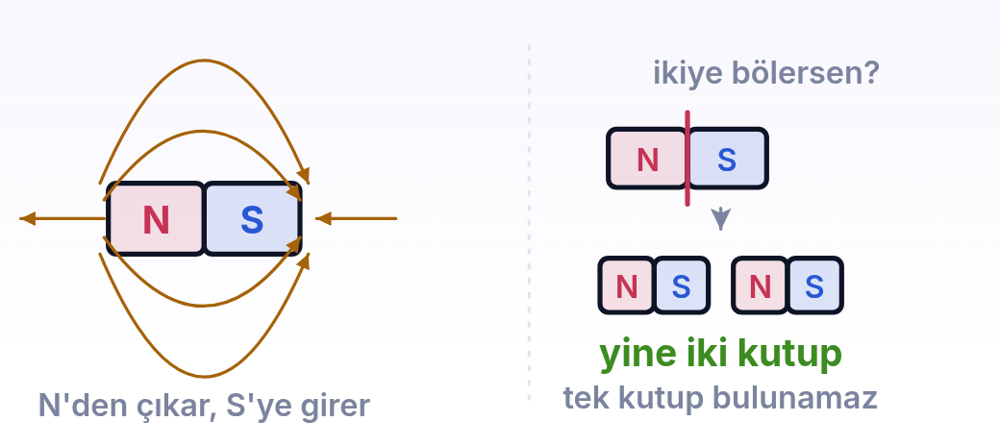 N S
N'den çıkar, S'ye girer
ikiye bölersen?
N S
N S N S
yine iki kutup
tek kutup bulunamaz